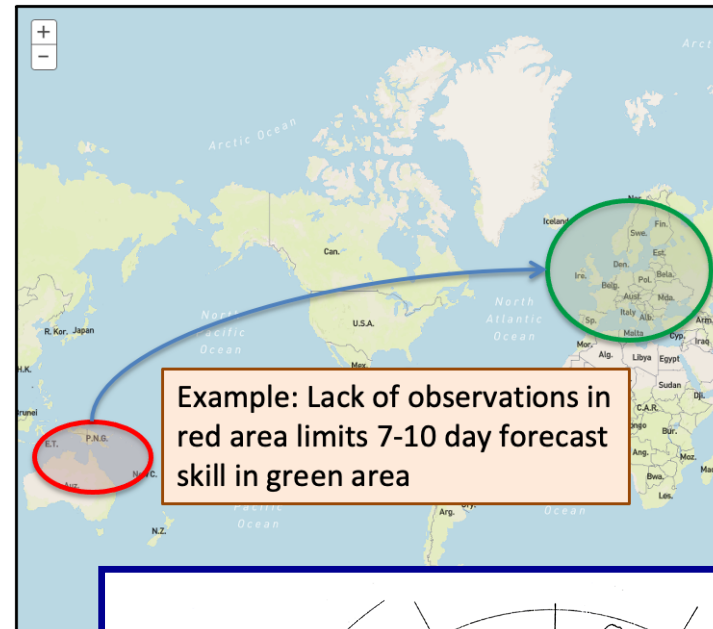 +
−
Arctic Ocean
Can.
Iceland
Nor.
Swe.
Fin.
Est.
Den.
Ire.
Pol.
Bela.
Belg.
Aust.
Mda.
Italy
Alb.
Sp.
Malta
Cyp.
Arm.
Mor.
Iraq
Alg.
Libya
Egypt
North
Atlantic
Ocean
R. Kor.
Japan
North
Pacific
Ocean
U.S.A.
Mex.
H.K.
Sudan
Dji.
C.A.R.
Bur.
Ang.
Moz.
Bwa.
Les.
Example: Lack of observations in
red area limits 7-10 day forecast
skill in green area
E.T.
P.N.G.
Aus.
N.Z.
Pacific
Ocean
Arg.
Ocean